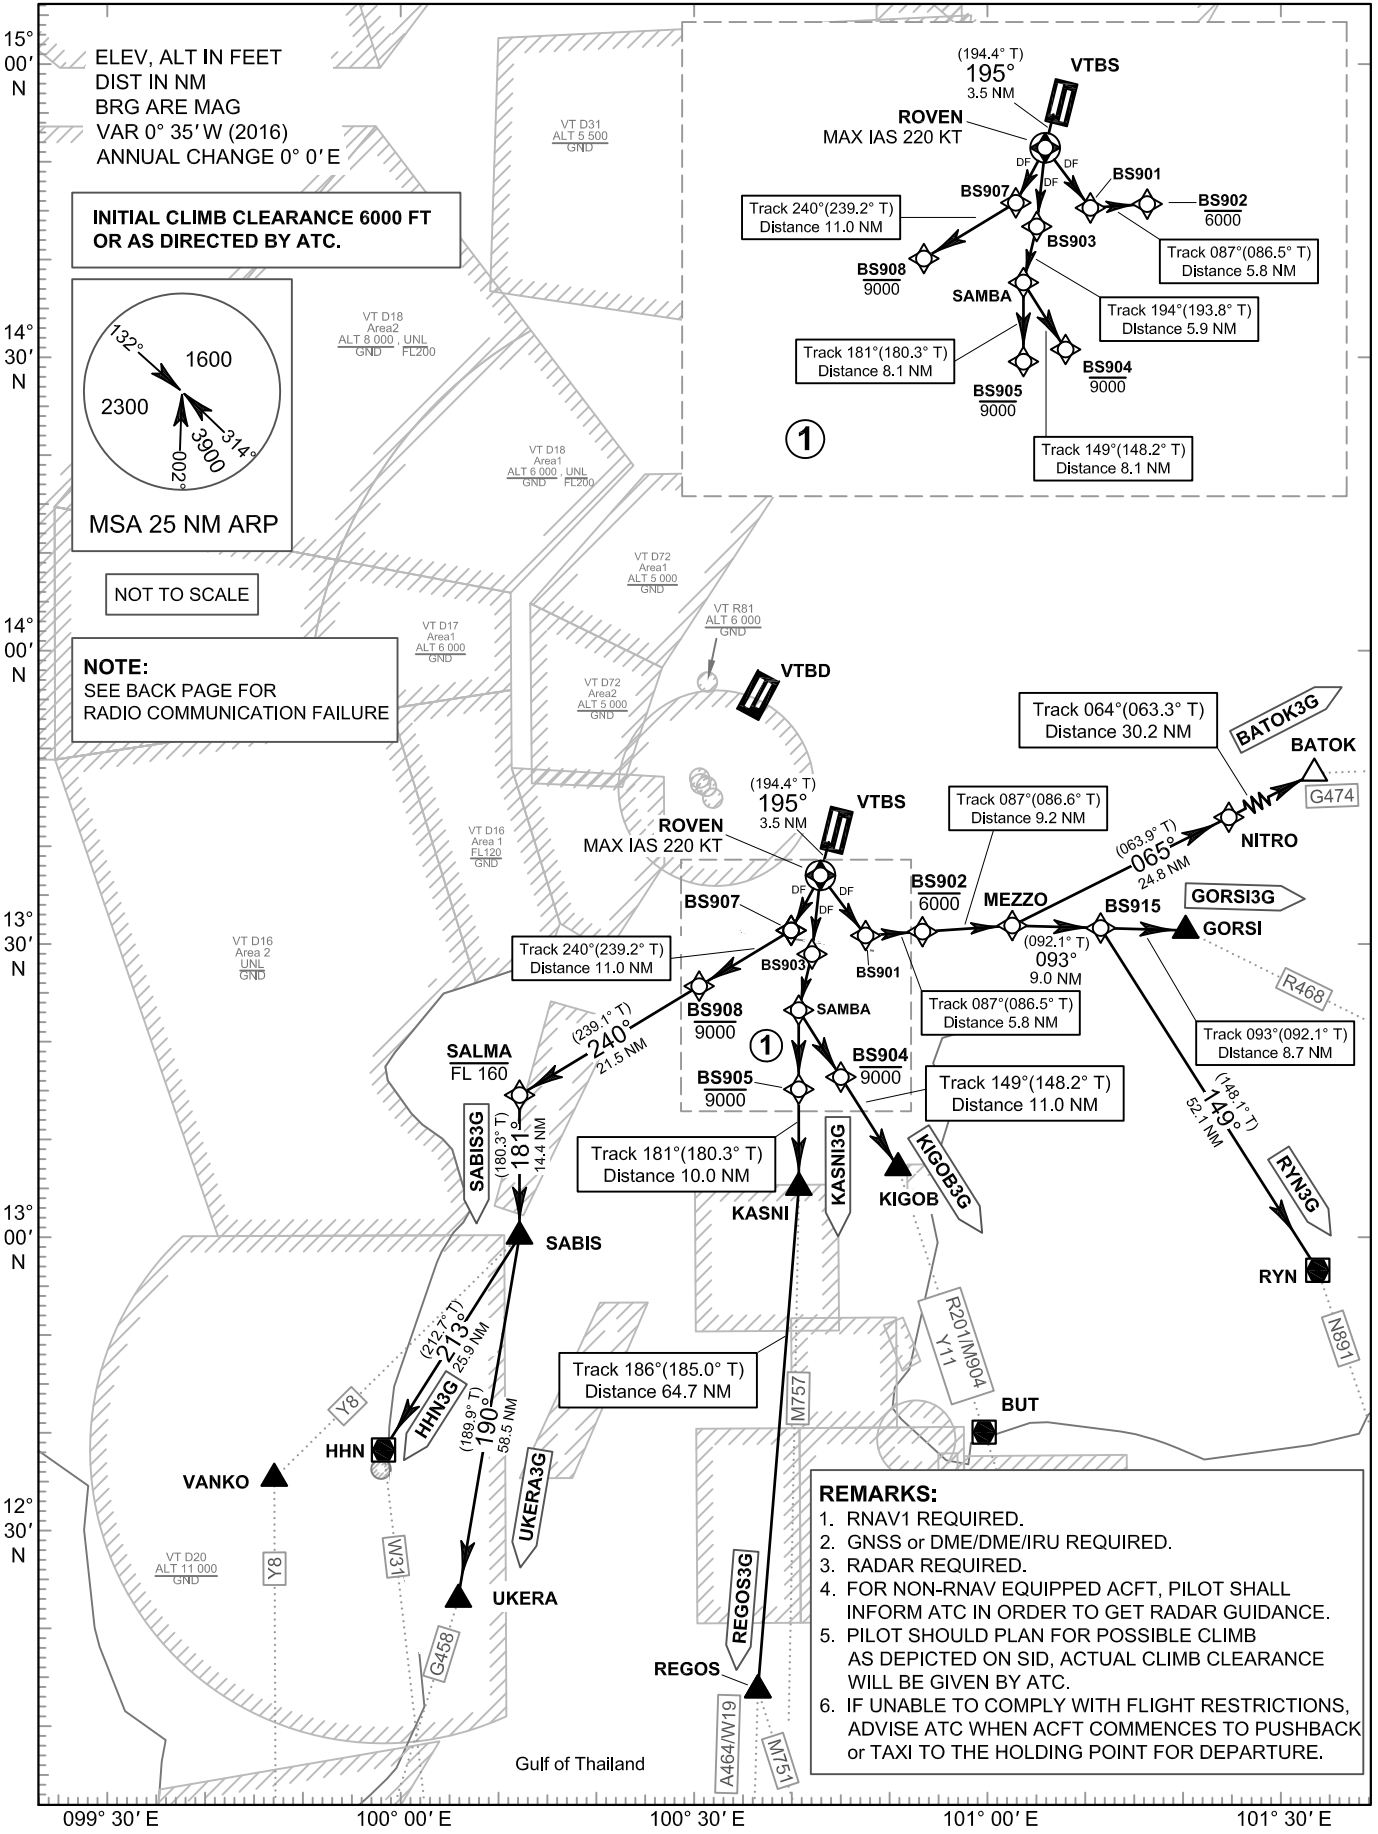 15°
00'
N
14°
30'
N
14°
00'
N
13°
30'
N
13°
00'
N
12°
30'
N
099° 30' E
100° 00' E
100° 30' E
101° 00' E
101° 30' E
ELEV, ALT IN FEET
DIST IN NM
BRG ARE MAG
VAR 0° 35' W (2016)
ANNUAL CHANGE 0° 0' E
INITIAL CLIMB CLEARANCE 6000 FT
OR AS DIRECTED BY ATC.
132°
1600
2300
3900
314°
002°
MSA 25 NM ARP
NOT TO SCALE
NOTE:
SEE BACK PAGE FOR
RADIO COMMUNICATION FAILURE
VT D31
ALT 5 500
GND
VT D18
Area2
ALT 8 000 , UNL
GND FL200
VT D18
Area1
ALT 6 000 , UNL
GND FL200
VT D72
Area1
ALT 5 000
GND
VT R81
ALT 6 000
GND
VT D17
Area1
ALT 6 000
GND
VT D72
Area2
ALT 5 000
GND
VT D16
Area 1
FL120
GND
VT D16
Area 2
UNL
GND
VT D20
ALT 11 000
GND
(194.4° T)
195°
3.5 NM
VTBS
ROVEN
MAX IAS 220 KT
DF
DF
DF
BS907
BS901
BS902
6000
BS903
Track 240°(239.2° T)
Distance 11.0 NM
Track 087°(086.5° T)
Distance 5.8 NM
BS908
9000
SAMBA
Track 194°(193.8° T)
Distance 5.9 NM
Track 181°(180.3° T)
Distance 8.1 NM
BS904
9000
BS905
9000
1
Track 149°(148.2° T)
Distance 8.1 NM
VTBD
Track 064°(063.3° T)
Distance 30.2 NM
BATOK3G
BATOK
G474
(194.4° T)
195°
3.5 NM
VTBS
ROVEN
MAX IAS 220 KT
Track 087°(086.6° T)
Distance 9.2 NM
(063.9° T)
065°
24.8 NM
NITRO
DF
DF
DF
BS907
BS902
6000
MEZZO
BS915
GORSI3G
GORSI
Track 240°(239.2° T)
Distance 11.0 NM
BS903
BS901
(092.1° T)
093°
9.0 NM
R468
BS908
9000
SAMBA
Track 087°(086.5° T)
Distance 5.8 NM
Track 093°(092.1° T)
Distance 8.7 NM
(239.1° T)
240°
21.5 NM
SALMA
FL 160
1
BS904
9000
BS905
9000
Track 149°(148.2° T)
Distance 11.0 NM
(148.1° T)
149°
52.1 NM
SABIS3G
(180.3° T)
181°
14.4 NM
Track 181°(180.3° T)
Distance 10.0 NM
KASNI3G
KIGOB3G
RYN3G
KASNI
KIGOB
SABIS
RYN
N891
R201/M904
Y11
(212.7° T)
213°
25.9 NM
HHN3G
Y8
(189.9° T)
190°
58.5 NM
Track 186°(185.0° T)
Distance 64.7 NM
M757
BUT
HHN
VANKO
UKERA3G
Y8
W31
UKERA
G458
REGOS3G
REGOS
A464/W19
M751
Gulf of Thailand
REMARKS:
1. RNAV1 REQUIRED.
2. GNSS or DME/DME/IRU REQUIRED.
3. RADAR REQUIRED.
4. FOR NON-RNAV EQUIPPED ACFT, PILOT SHALL
INFORM ATC IN ORDER TO GET RADAR GUIDANCE.
5. PILOT SHOULD PLAN FOR POSSIBLE CLIMB
AS DEPICTED ON SID, ACTUAL CLIMB CLEARANCE
WILL BE GIVEN BY ATC.
6. IF UNABLE TO COMPLY WITH FLIGHT RESTRICTIONS,
ADVISE ATC WHEN ACFT COMMENCES TO PUSHBACK
or TAXI TO THE HOLDING POINT FOR DEPARTURE.